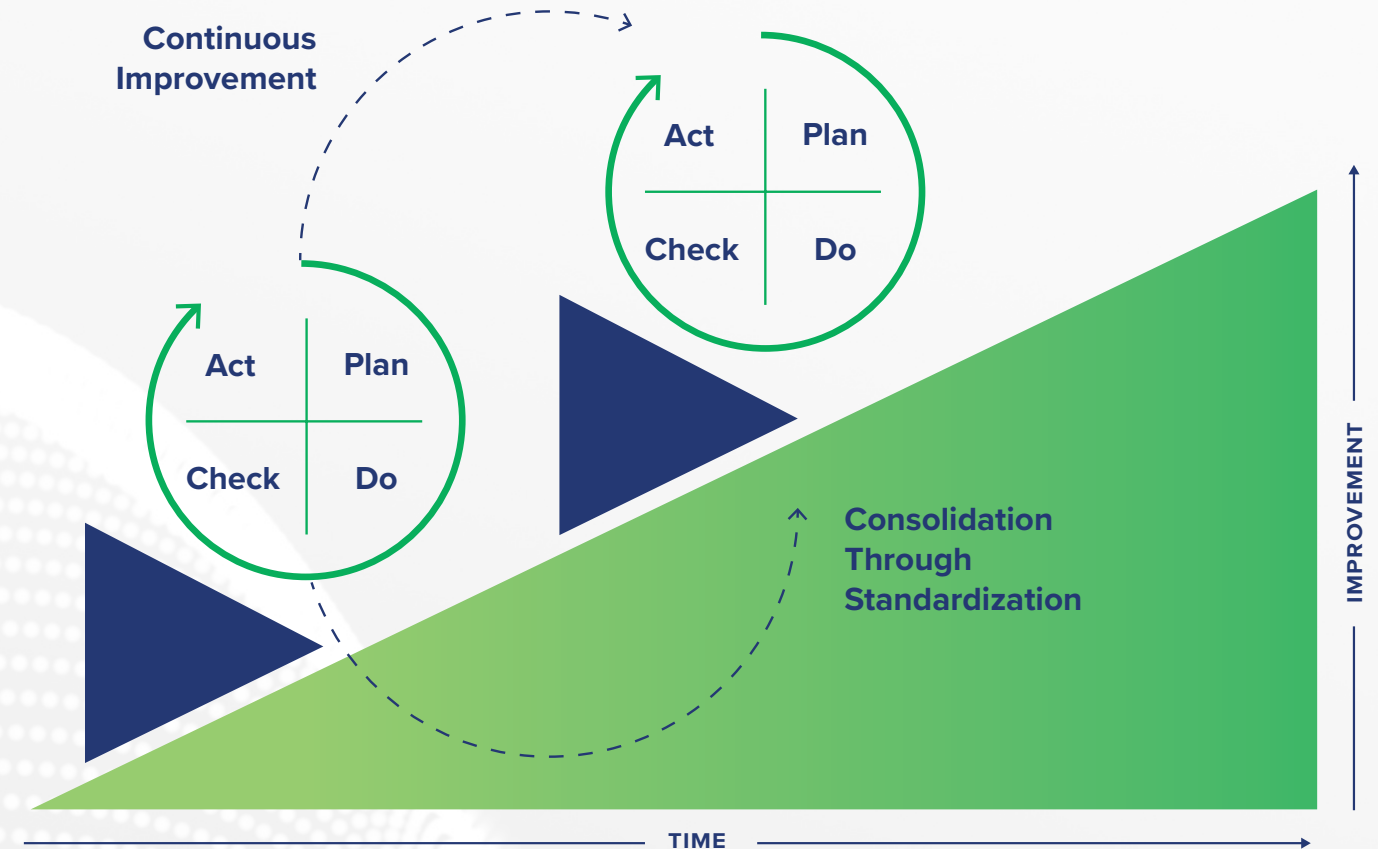 Continuous
Improvement
Act Plan
Check Do
Act Plan
Check Do
Consolidation
Through
Standardization
IMPROVEMENT
TIME